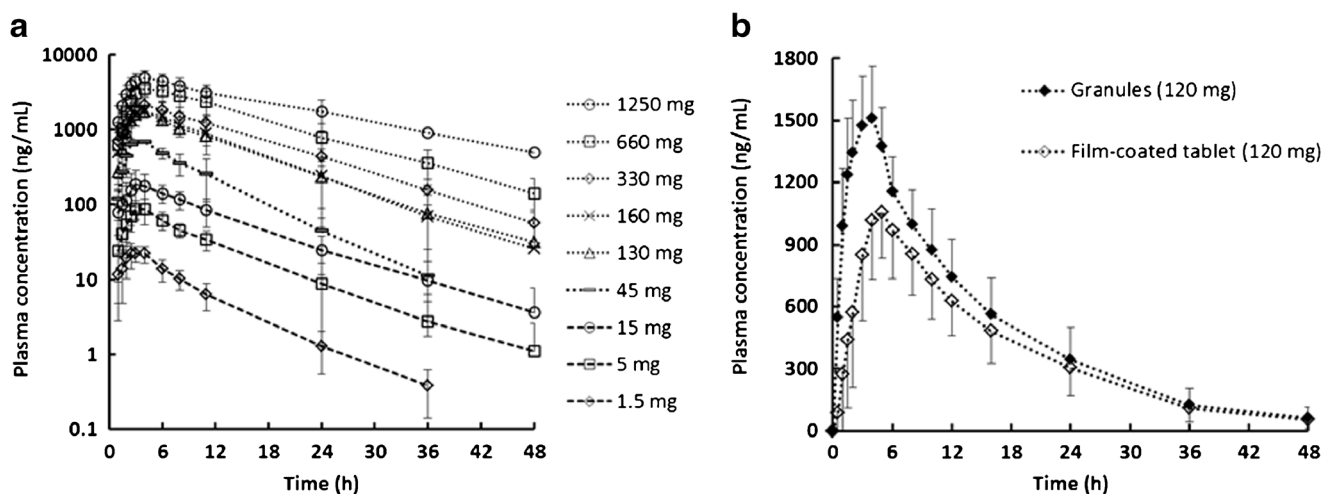 a
Plasma concentration (ng/mL)
10000
1000
100
10
1
0.1
0
6
12
18
24
30
36
42
48
Time (h)
1250 mg
660 mg
330 mg
160 mg
130 mg
45 mg
15 mg
5 mg
1.5 mg
b
Plasma concentration (ng/mL)
1800
1500
1200
900
600
300
0
0
6
12
18
24
30
36
42
48
Time (h)
Granules (120 mg)
Film-coated tablet (120 mg)